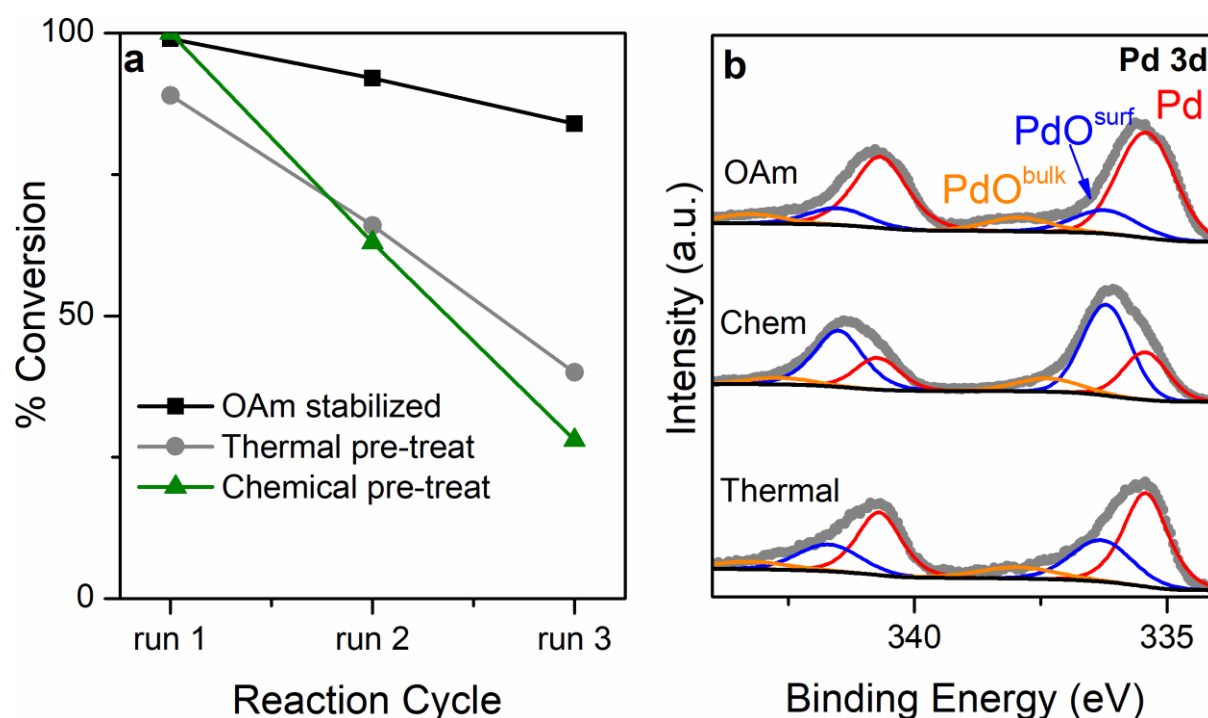 a
100
50
0
% Conversion
OAm stabilized
Thermal pre-treat
Chemical pre-treat
run 1 run 2 run 3
Reaction Cycle
b
Pd 3d
Pd
PdO^surf
PdO^bulk
OAm
Chem
Thermal
Intensity (a.u.)
340 335
Binding Energy (eV)